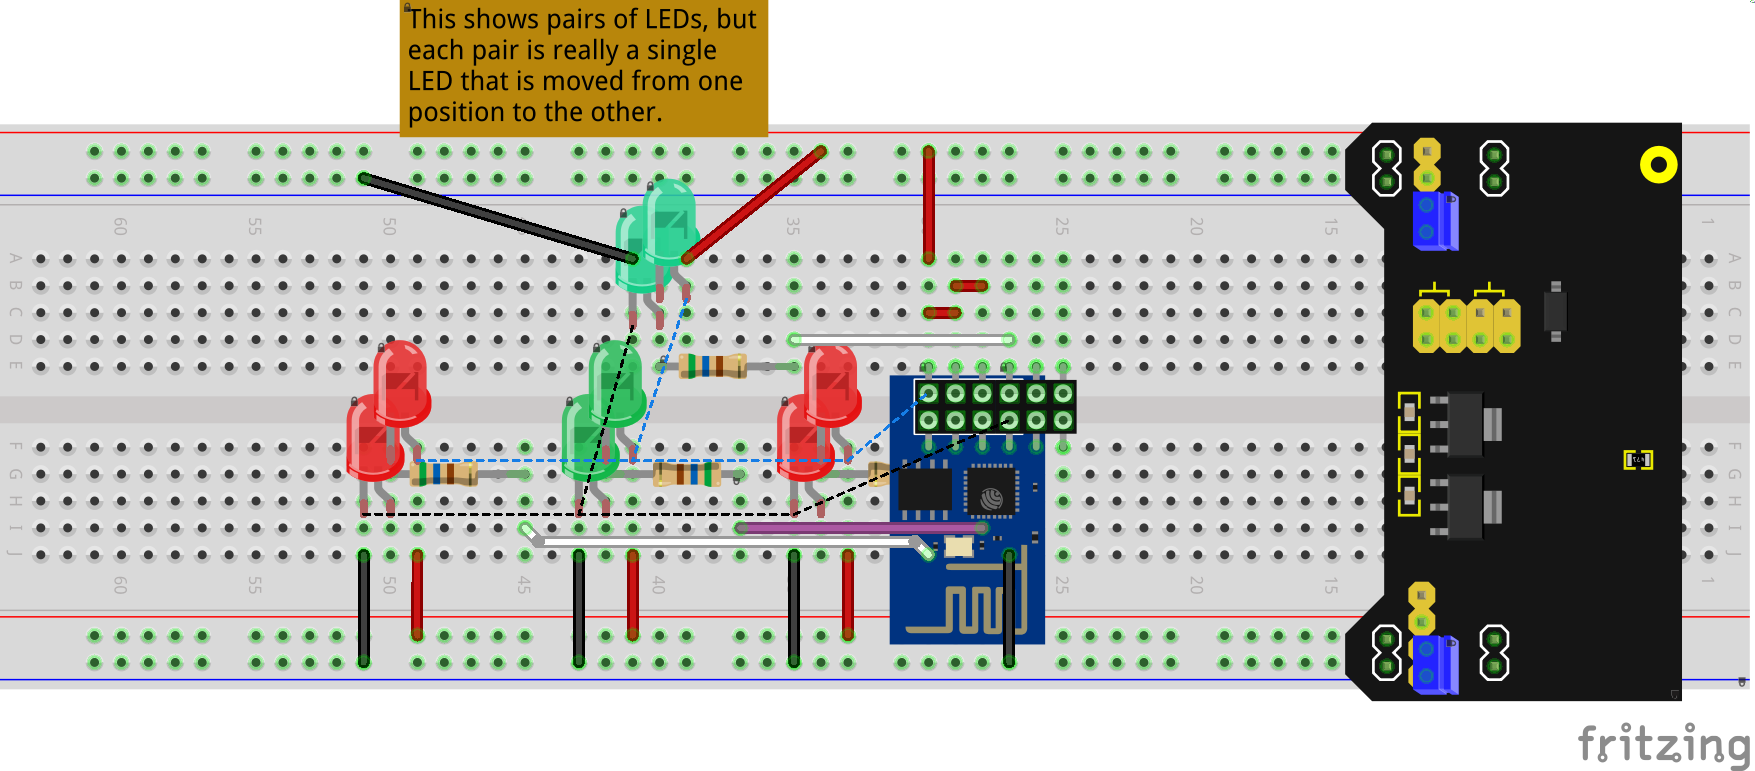 This shows pairs of LEDs, but
each pair is really a single
LED that is moved from one
position to the other.
60 55 50 35 25 20 15 1
A A
B B
C C
D D
E E
F F
G G
H H
I I
J J
60 55 50 45 40 25 20 15 1
fritzing